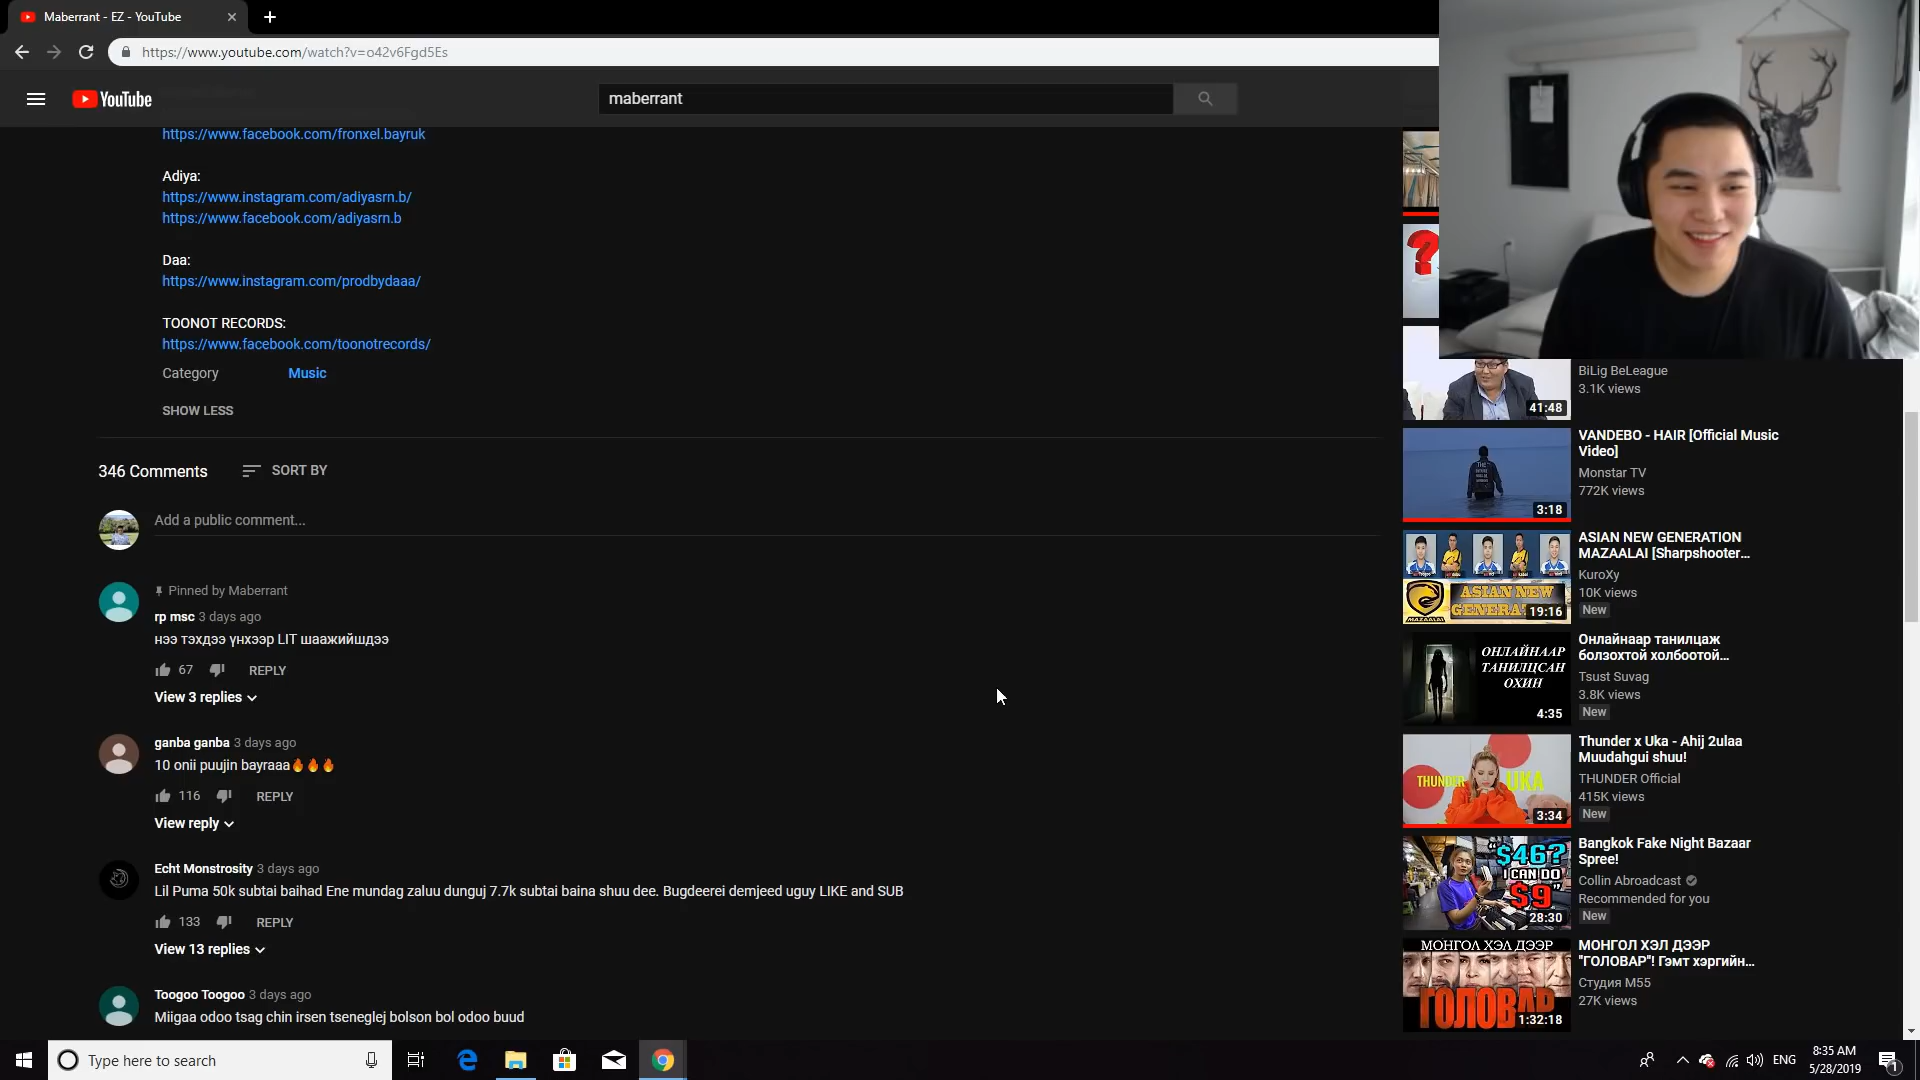 Maberrant - EZ - YouTube
https://www.youtube.com/watch?v=o42v6Fgd5Es
YouTube
maberrant
https://www.facebook.com/fronxel.bayruk
Adiya:
https://www.instagram.com/adiyasrn.b/
https://www.facebook.com/adiyasrn.b
Daa:
https://www.instagram.com/prodbydaaa/
TOONOT RECORDS:
https://www.facebook.com/toonotrecords/
Category Music
SHOW LESS
346 Comments SORT BY
Add a public comment...
Pinned by Maberrant
rp msc 3 days ago
нээ тэхдээ үнхээр LIT шаажийшдээ
67 REPLY
View 3 replies
ganba ganba 3 days ago
10 onii puujin bayraaa🔥🔥🔥
116 REPLY
View reply
Echt Monstrosity 3 days ago
Lil Puma 50k subtai baihad Ene mundag zaluu dunguj 7.7k subtai baina shuu dee. Bugdeerei demjeed uguy LIKE and SUB
133 REPLY
View 13 replies
Toogoo Toogoo 3 days ago
Miigaa odoo tsag chin irsen tseneglej bolson bol odoo buud
BiLig BeLeague
3.1K views
41:48
VANDEBO - HAIR [Official Music
Video]
Monstar TV
772K views
3:18
ASIAN NEW GENERATION
MAZAALAI [Sharpshooter...
KuroXy
10K views
New
ASIAN NEW
GENERA
MAZAALAI
19:16
Онлайнаар танилцаж
болзохтой холбоотой...
Tsust Suvag
3.8K views
New
ОНЛАЙНААР
ТАНИЛЦСАН
ОХИН
4:35
Thunder x Uka - Ahij 2ulaa
Muudahgui shuu!
THUNDER Official
415K views
New
THUNDER
UKA
3:34
Bangkok Fake Night Bazaar
Spree!
Collin Abroadcast
Recommended for you
New
"$46?
I CAN DO
$9"
28:30
МОНГОЛ ХЭЛ ДЭЭР
"ГОЛОВАР"! Гэмт хэргийн...
Студия М55
27K views
МОНГОЛ ХЭЛ ДЭЭР
ГОЛОВАР
1:32:18
Type here to search
ENG
8:35 AM
5/28/2019
1